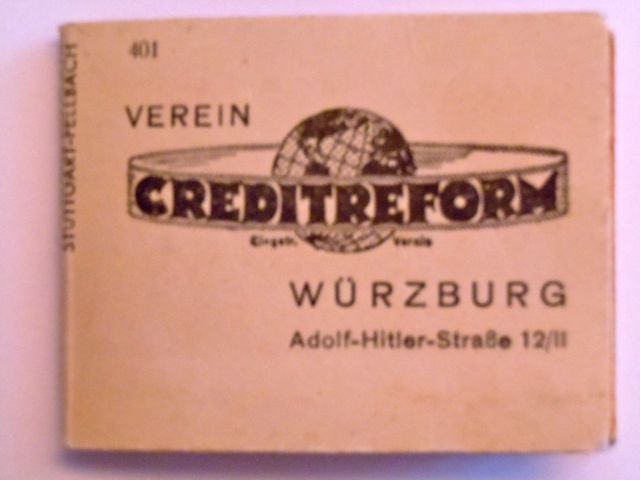 401
VEREIN
CREDITREFORM
Eingetr. Verein
WÜRZBURG
Adolf-Hitler-Straße 12/II
STUTTGART-FELLBACH